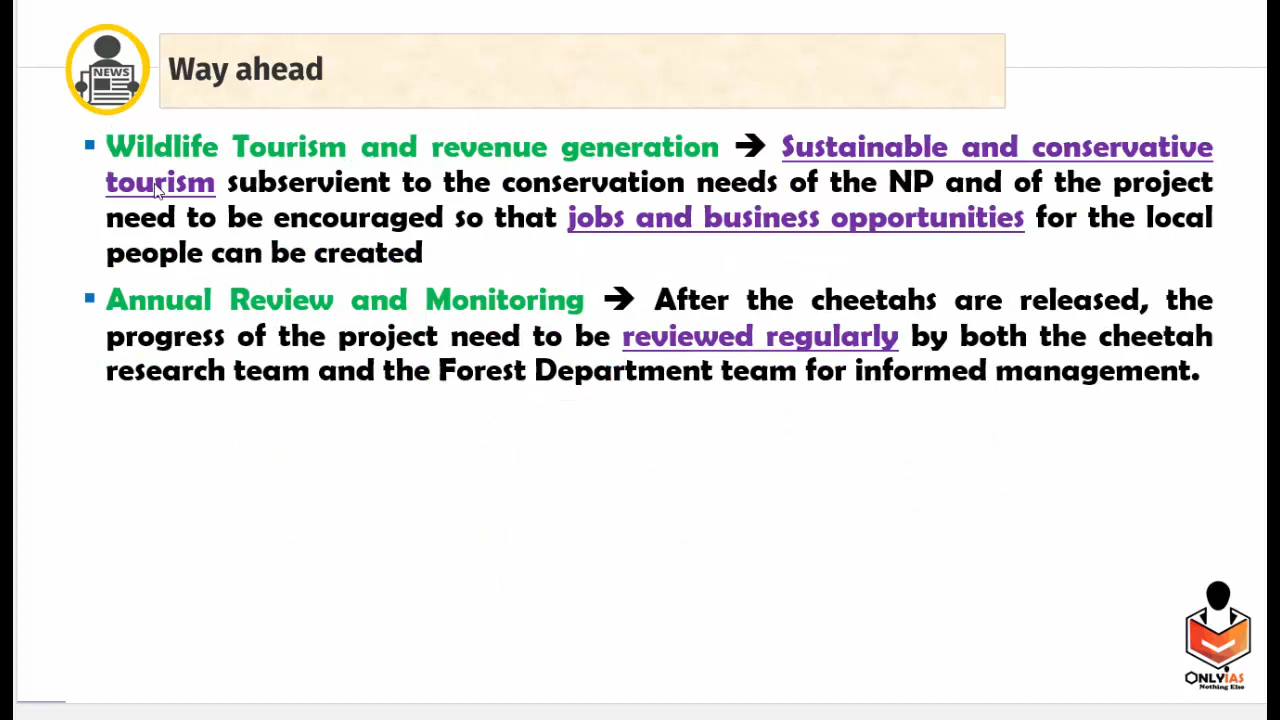 NEWS
Way ahead
▪ Wildlife Tourism and revenue generation ➔ Sustainable and conservative
tourism subservient to the conservation needs of the NP and of the project
need to be encouraged so that jobs and business opportunities for the local
people can be created
▪ Annual Review and Monitoring ➔ After the cheetahs are released, the
progress of the project need to be reviewed regularly by both the cheetah
research team and the Forest Department team for informed management.
ONLYIAS
Nothing Else